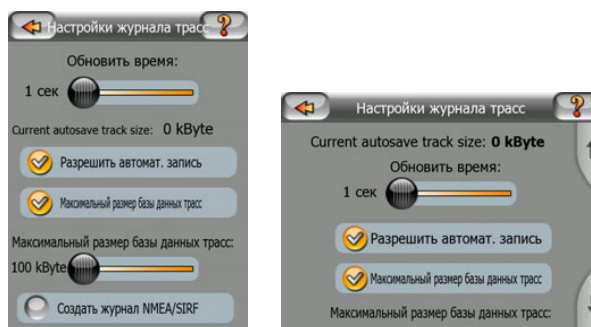 Настройки журнала трасс
Обновить время:
1 сек
Current autosave track size: 0 kByte
Разрешить автомат. запись
Максимальный размер базы данных трасс
Максимальный размер базы данных трасс:
100 kByte
Создать журнал NMEA/SIRF
Настройки журнала трасс
Current autosave track size: 0 kByte
Обновить время:
1 сек
Разрешить автомат. запись
Максимальный размер базы данных трасс
Максимальный размер базы данных трасс: